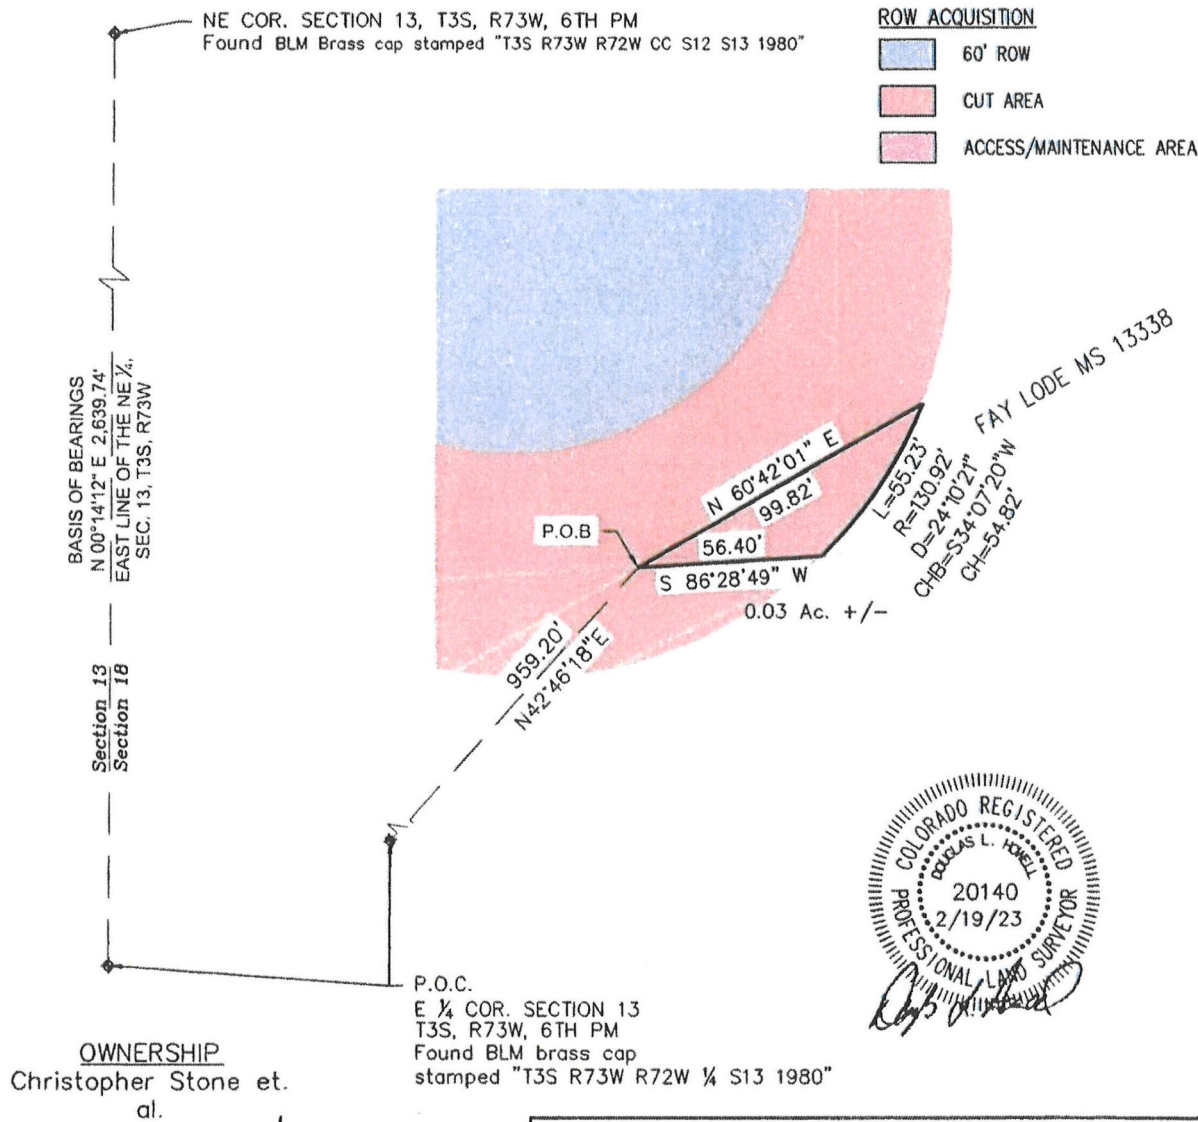 NE COR. SECTION 13, T3S, R73W, 6TH PM
Found BLM Brass cap stamped "T3S R73W R72W CC S12 S13 1980"
ROW ACQUISITION
60' ROW
CUT AREA
ACCESS/MAINTENANCE AREA
BASIS OF BEARINGS
N 00°14'12" E 2,639.74'
EAST LINE OF THE NE ¼,
SEC. 13, T3S, R73W
Section 13
Section 18
FAY LODE MS 13338
N 60°42'01" E
99.82'
P.O.B
56.40'
S 86°28'49" W
0.03 Ac. +/-
L=55.23'
R=130.92'
D=24°10'21"
CHB=S34°07'20"W
CH=54.82'
959.20'
N42°46'18"E
COLORADO REGISTERED
DOUGLAS L. HOWELL
20140
2/19/23
PROFESSIONAL LAND SURVEYOR
P.O.C.
E ¼ COR. SECTION 13
T3S, R73W, 6TH PM
Found BLM brass cap
stamped "T3S R73W R72W ¼ S13 1980"
OWNERSHIP
Christopher Stone et.
al.